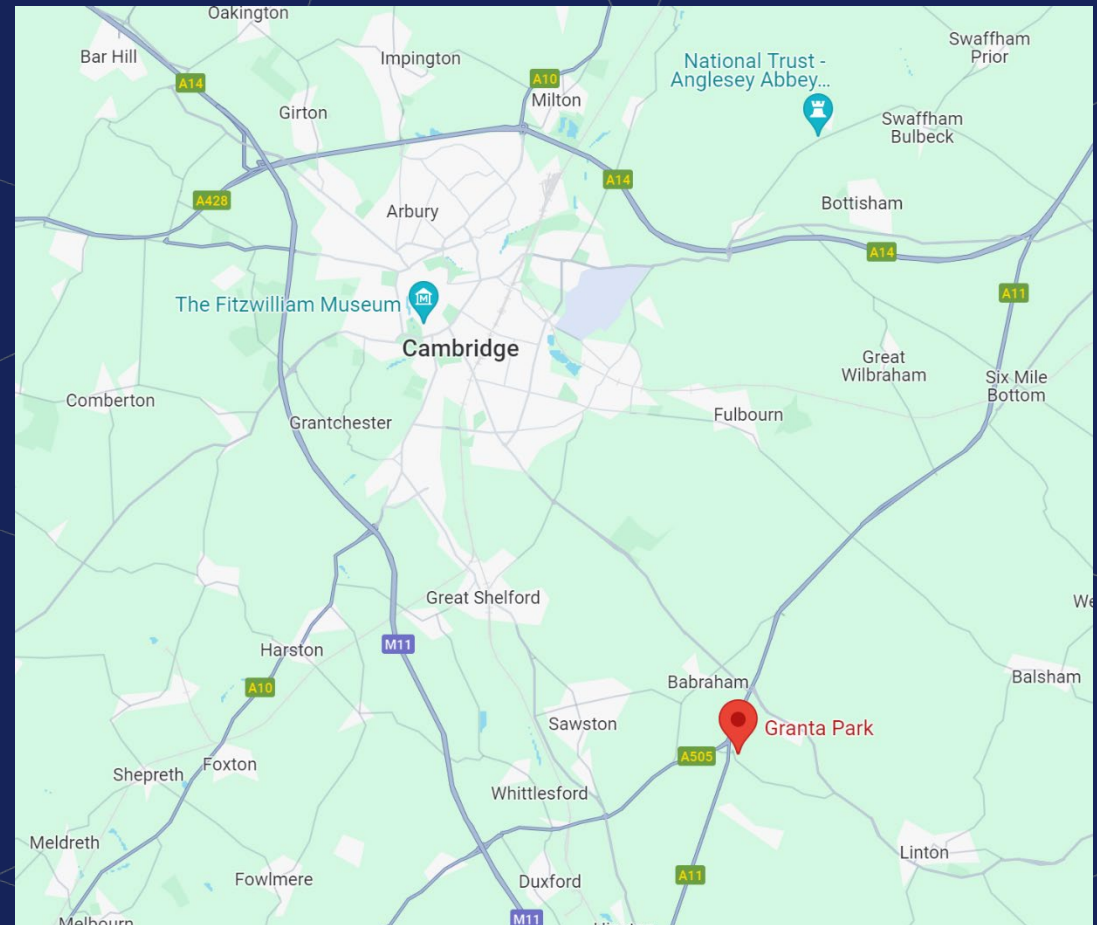 Oakington
Swaffham
Prior
Bar Hill
Impington
National Trust -
Anglesey Abbey...
A14
A10
Milton
Girton
Swaffham
Bulbeck
A14
A428
Arbury
Bottisham
A14
The Fitzwilliam Museum
A11
Cambridge
Great
Wilbraham
Six Mile
Bottom
Comberton
Grantchester
Fulbourn
Great Shelford
We
Harston
M11
A10
Babraham
Balsham
Sawston
Granta Park
A505
Foxton
Shepreth
Whittlesford
Meldreth
Linton
Fowlmere
Duxford
A11
Melbourn
M11